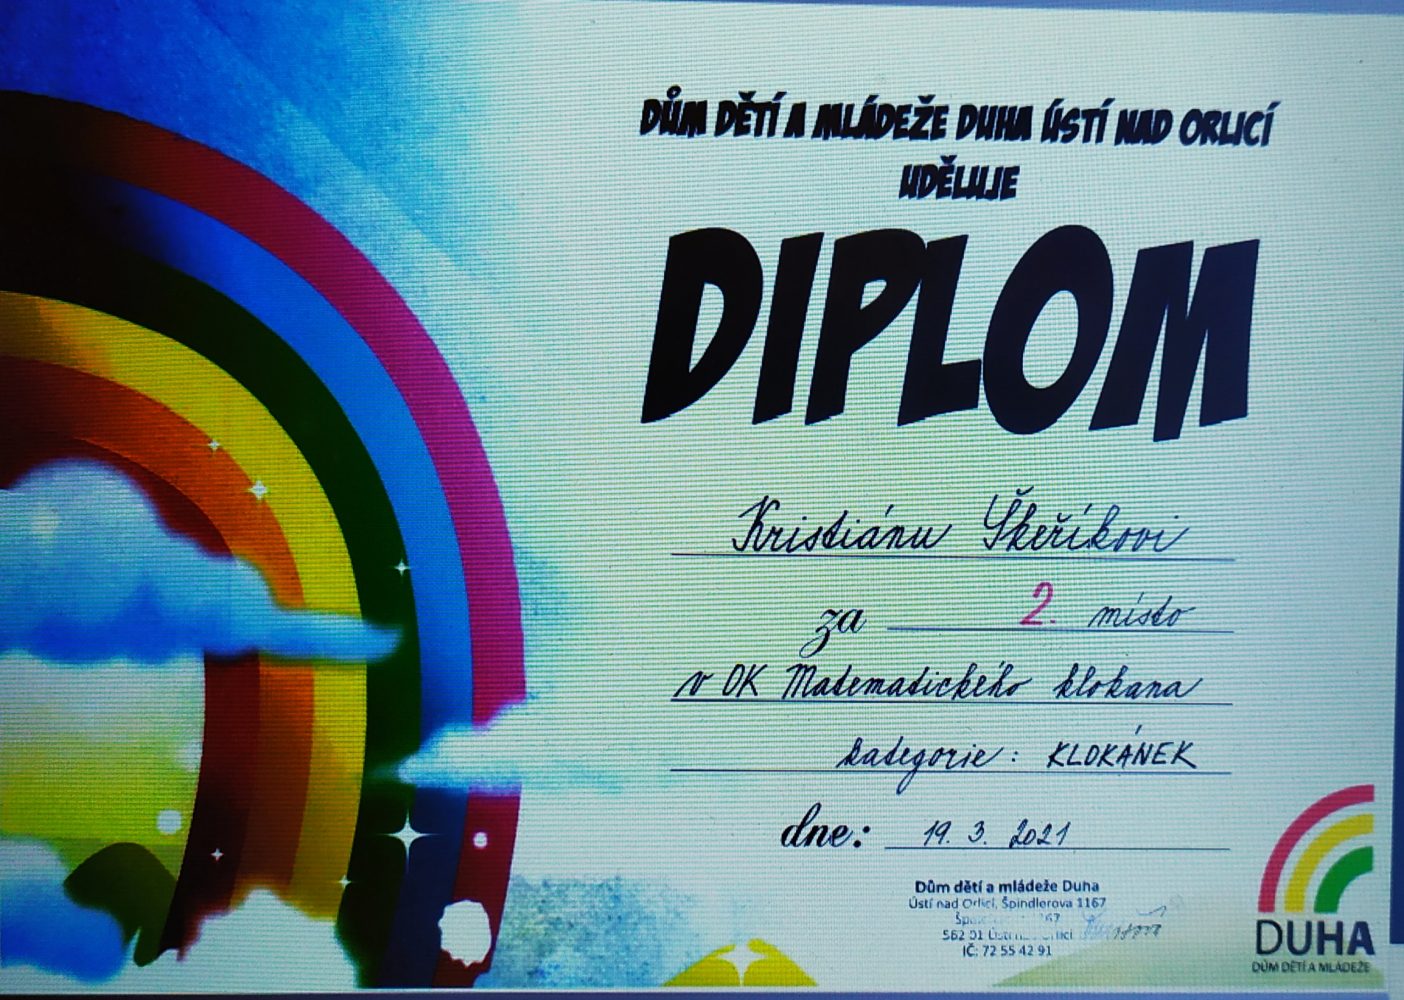 DŮM DĚTÍ A MLÁDEŽE DUHA ÚSTÍ NAD ORLICÍ
UDĚLUJE
DIPLOM
Kristiánu Škeříkovi
za 2. místo
v OK Matematického klokana
kategorie: KLOKÁNEK
dne: 19. 3. 2021
Dům dětí a mládeže Duha
Ústí nad Orlicí, Špindlerova 1167
562 01 Ústí Orlicí
IČ: 72 55 42 91
DUHA
DŮM DĚTÍ A MLÁDEŽE